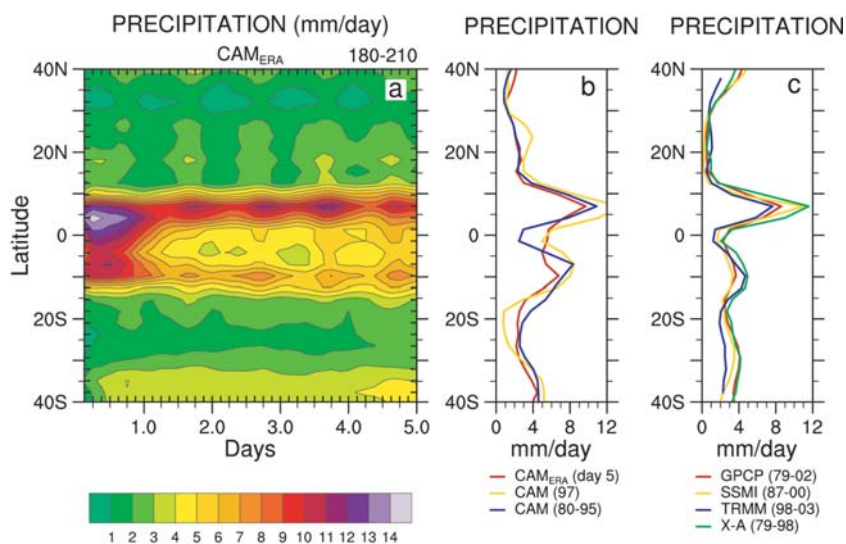 PRECIPITATION (mm/day)
CAM_ERA 180-210
a
40N
20N
0
20S
40S
Latitude
1.0 2.0 3.0 4.0 5.0
Days
1 2 3 4 5 6 7 8 9 10 11 12 13 14
PRECIPITATION
b
40N
20N
0
20S
40S
0 4 8 12
mm/day
CAM_ERA (day 5)
CAM (97)
CAM (80-95)
PRECIPITATION
c
40N
20N
0
20S
40S
0 4 8 12
mm/day
GPCP (79-02)
SSMI (87-00)
TRMM (98-03)
X-A (79-98)